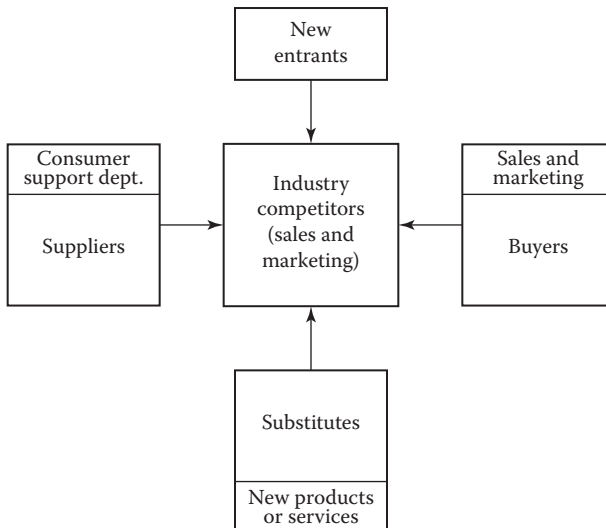 New
entrants
Consumer
support dept.
Suppliers
Industry
competitors
(sales and
marketing)
Sales and
marketing
Buyers
Substitutes
New products
or services